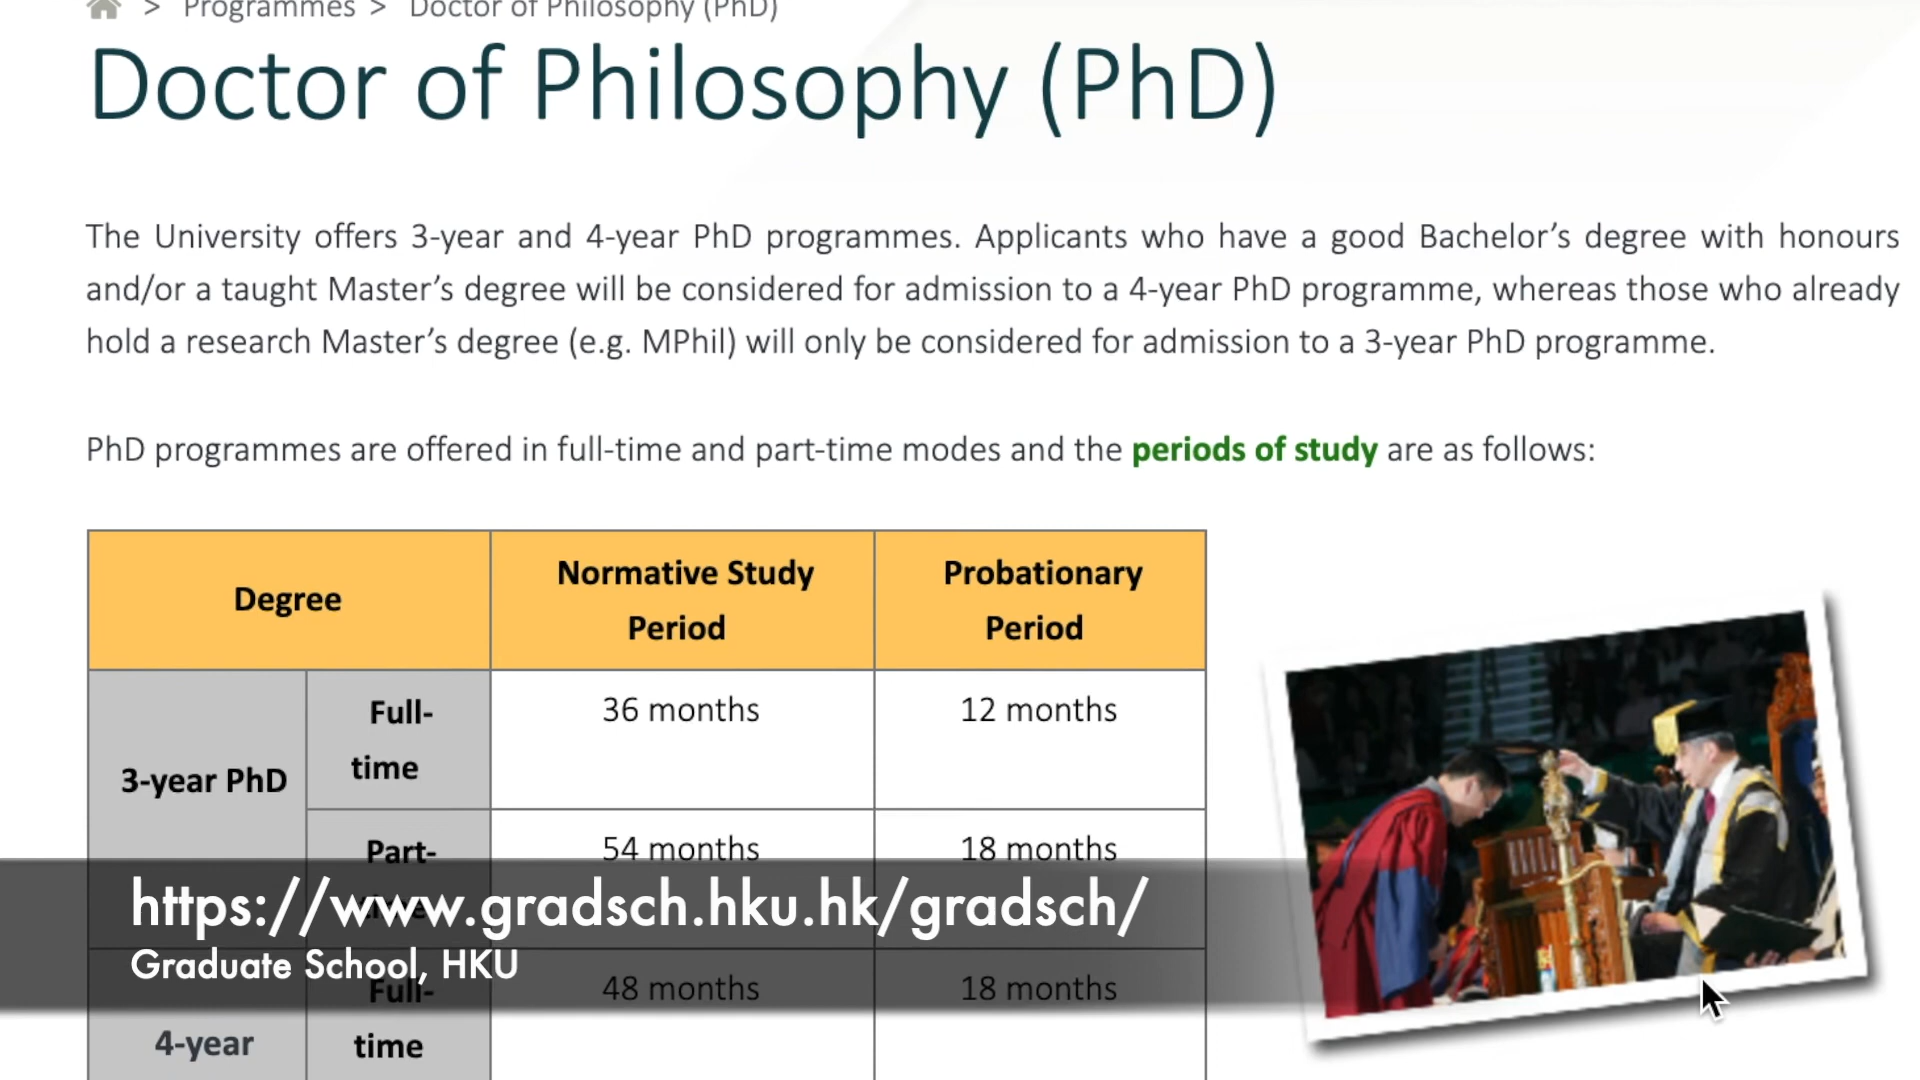 > Programmes > Doctor of Philosophy (PhD)
Doctor of Philosophy (PhD)
The University offers 3-year and 4-year PhD programmes. Applicants who have a good Bachelor’s degree with honours
and/or a taught Master’s degree will be considered for admission to a 4-year PhD programme, whereas those who already
hold a research Master’s degree (e.g. MPhil) will only be considered for admission to a 3-year PhD programme.
PhD programmes are offered in full-time and part-time modes and the periods of study are as follows:
Degree
Normative Study
Period
Probationary
Period
3-year PhD
Full-
time
36 months
12 months
Part-
time
54 months
18 months
4-year
Full-
time
48 months
18 months
https://www.gradsch.hku.hk/gradsch/
Graduate School, HKU